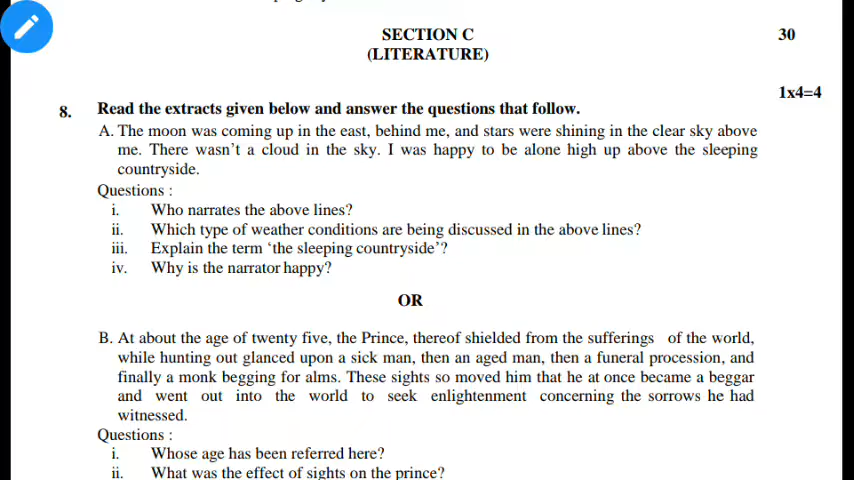 SECTION C 30
(LITERATURE)
1x4=4
8. Read the extracts given below and answer the questions that follow.
A. The moon was coming up in the east, behind me, and stars were shining in the clear sky above
me. There wasn't a cloud in the sky. I was happy to be alone high up above the sleeping
countryside.
Questions :
i. Who narrates the above lines?
ii. Which type of weather conditions are being discussed in the above lines?
iii. Explain the term ‘the sleeping countryside’?
iv. Why is the narrator happy?
OR
B. At about the age of twenty five, the Prince, thereof shielded from the sufferings of the world,
while hunting out glanced upon a sick man, then an aged man, then a funeral procession, and
finally a monk begging for alms. These sights so moved him that he at once became a beggar
and went out into the world to seek enlightenment concerning the sorrows he had
witnessed.
Questions :
i. Whose age has been referred here?
ii. What was the effect of sights on the prince?